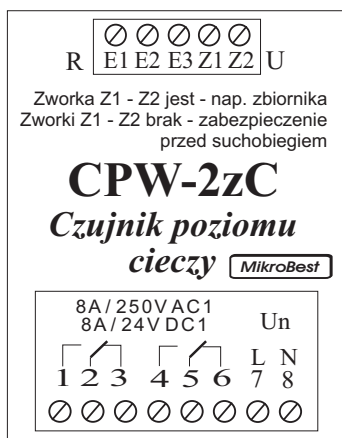 R E1 E2 E3 Z1 Z2 U
Zworka Z1 - Z2 jest - nap. zbiornika
Zworki Z1 - Z2 brak - zabezpieczenie
przed suchobiegiem
CPW-2zC
Czujnik poziomu
cieczy MikroBest
8A/250VAC1
8A/24VDC1 Un
L N
1 2 3 4 5 6 7 8